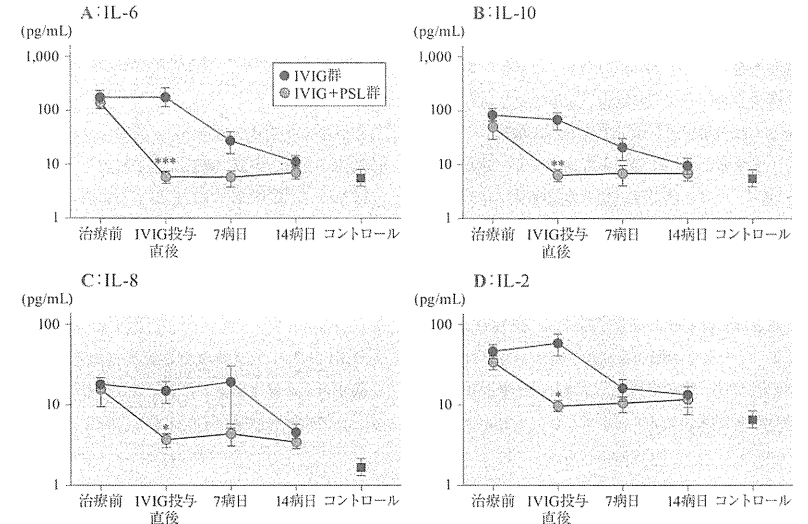 A:IL-6
(pg/mL)
1,000
100
10
1
IVIG群
IVIG+PSL群
***
治療前 IVIG投与直後 7病日 14病日 コントロール
B:IL-10
(pg/mL)
1,000
100
10
1
**
治療前 IVIG投与直後 7病日 14病日 コントロール
C:IL-8
(pg/mL)
100
10
1
*
治療前 IVIG投与直後 7病日 14病日 コントロール
D:IL-2
(pg/mL)
100
10
1
*
治療前 IVIG投与直後 7病日 14病日 コントロール